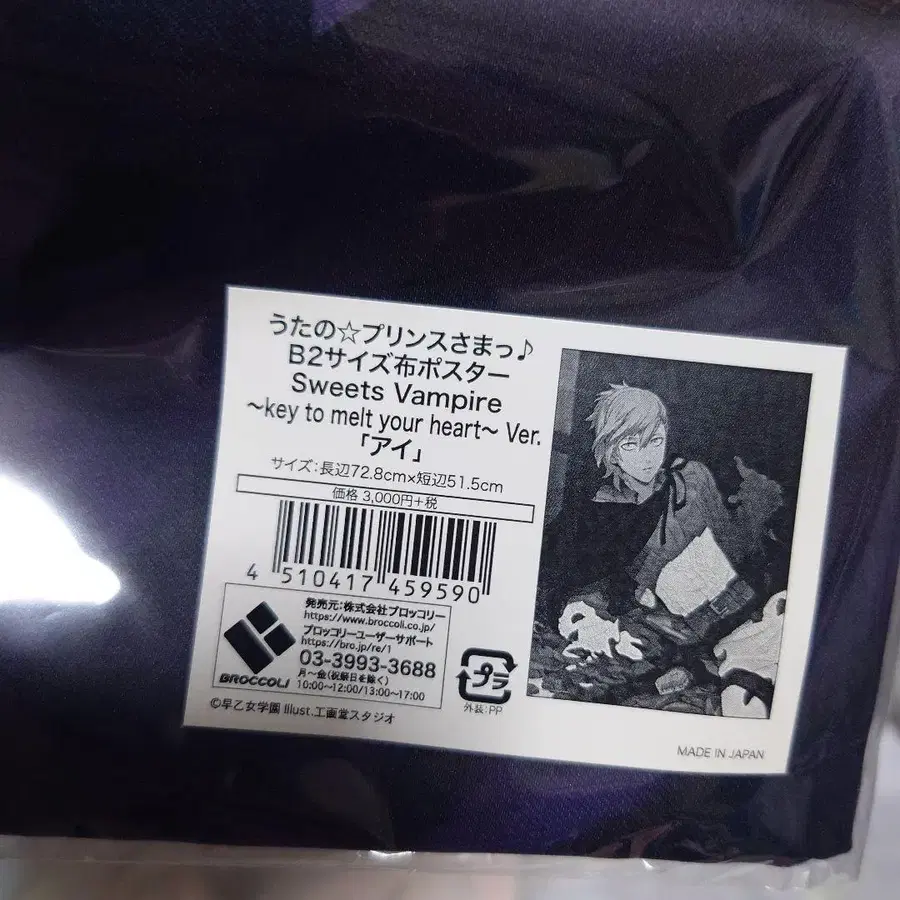 うたの☆プリンスさまっ♪
B2サイズ布ポスター
Sweets Vampire
～key to melt your heart～ Ver.
「アイ」
サイズ：長辺72.8cm×短辺51.5cm
価格 3,000円+税
4 510417 459590
発売元：株式会社ブロッコリー
https://www.broccoli.co.jp/
ブロッコリーユーザーサポート
https://bro.jp/re/1
03-3993-3688
月～金（祝祭日を除く）
10:00～12:00/13:00～17:00
BROCCOLI
プラ
外装：PP
©早乙女学園 Illust.工画堂スタジオ
MADE IN JAPAN